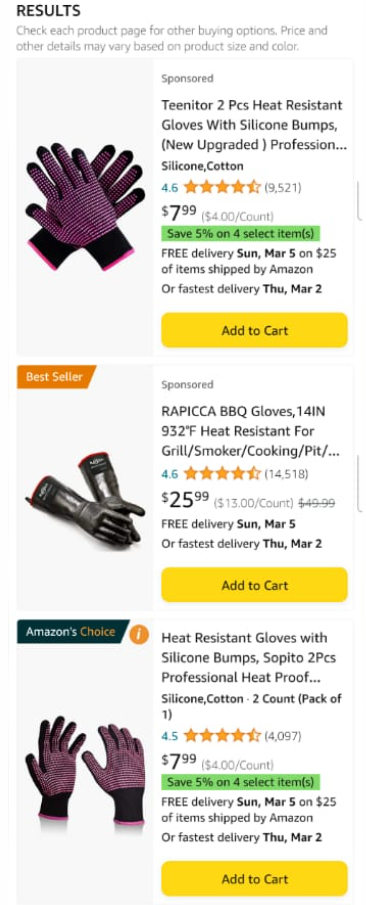 RESULTS
Check each product page for other buying options. Price and
other details may vary based on product size and color.
Sponsored
Teenitor 2 Pcs Heat Resistant
Gloves With Silicone Bumps,
(New Upgraded ) Profession...
Silicone,Cotton
4.6 (9,521)
$7.99 ($4.00/Count)
Save 5% on 4 select item(s)
FREE delivery Sun, Mar 5 on $25
of items shipped by Amazon
Or fastest delivery Thu, Mar 2
Add to Cart
Best Seller
Sponsored
RAPICCA BBQ Gloves,14IN
932°F Heat Resistant For
Grill/Smoker/Cooking/Pit/...
4.6 (14,518)
$25.99 ($13.00/Count) $49.99
FREE delivery Sun, Mar 5
Or fastest delivery Thu, Mar 2
Add to Cart
Amazon's Choice i
Heat Resistant Gloves with
Silicone Bumps, Sopito 2Pcs
Professional Heat Proof...
Silicone,Cotton · 2 Count (Pack of
1)
4.5 (4,097)
$7.99 ($4.00/Count)
Save 5% on 4 select item(s)
FREE delivery Sun, Mar 5 on $25
of items shipped by Amazon
Or fastest delivery Thu, Mar 2
Add to Cart